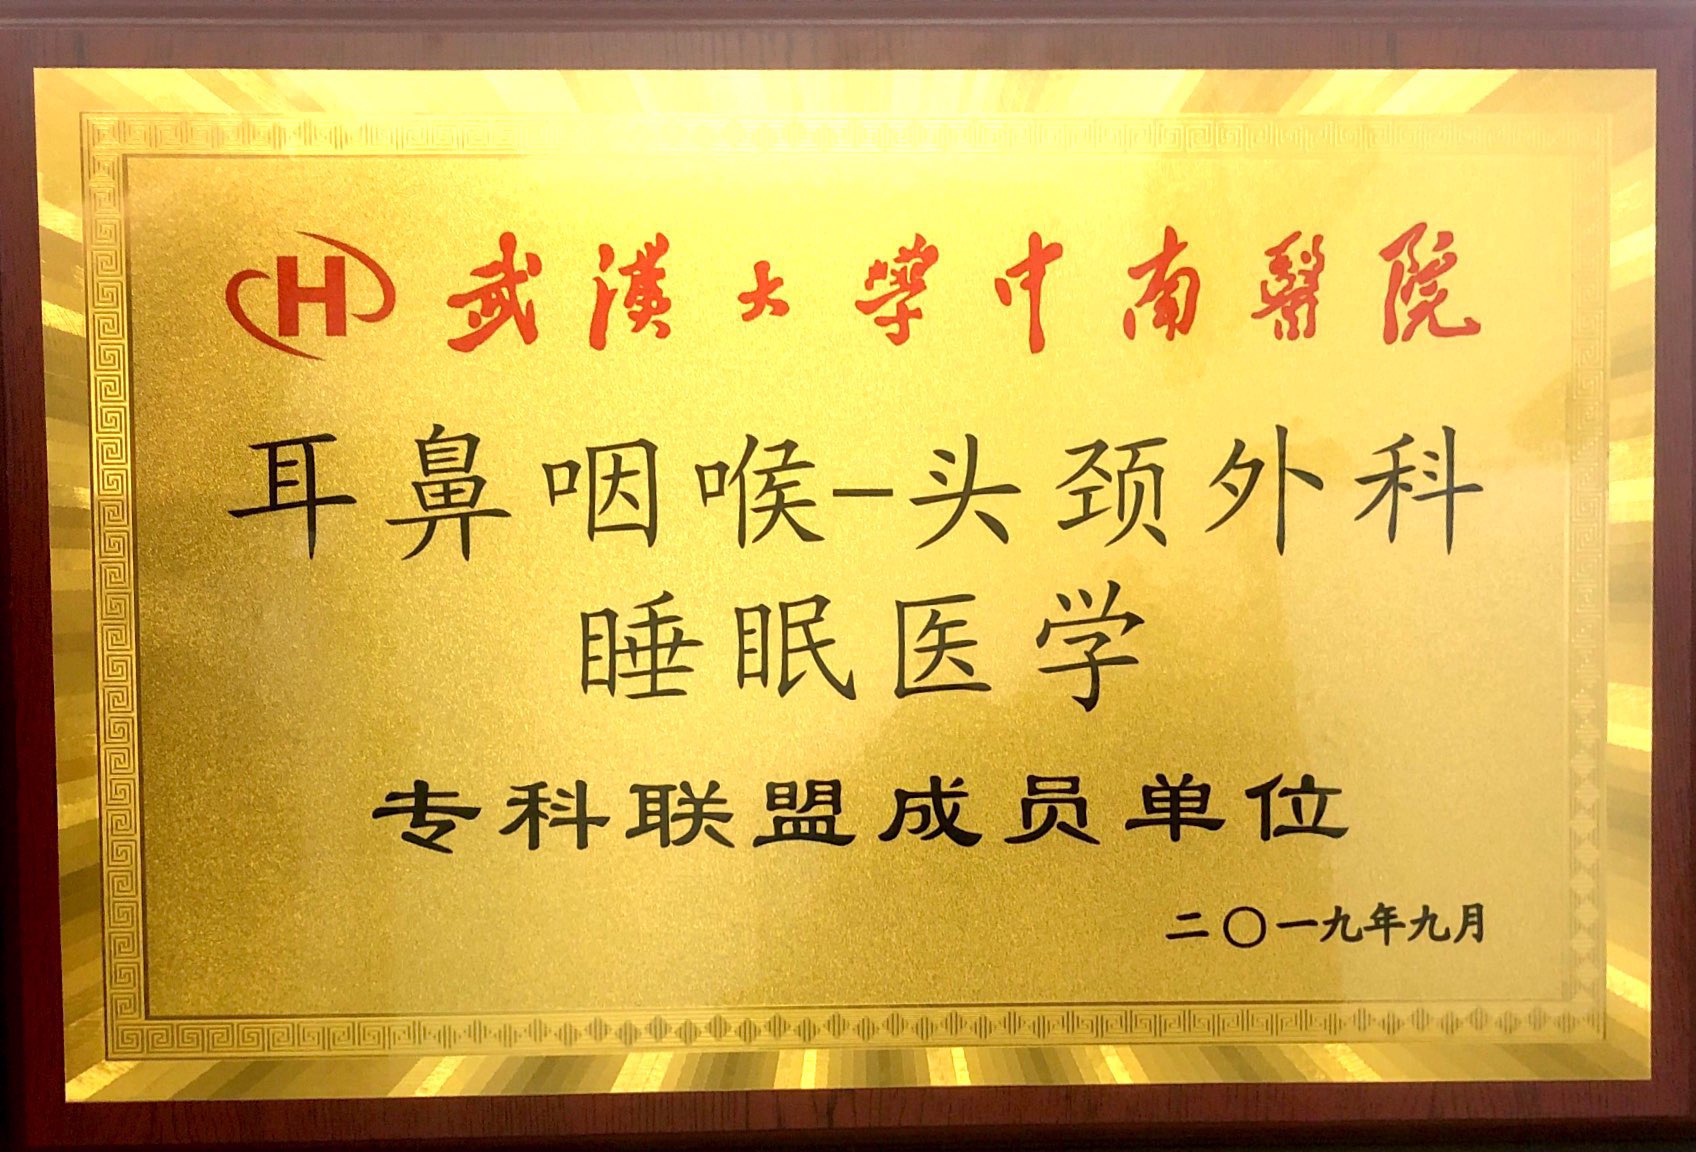 H 武漢大學中南醫院
耳鼻咽喉-头颈外科
睡眠医学
专科联盟成员单位
二〇一九年九月